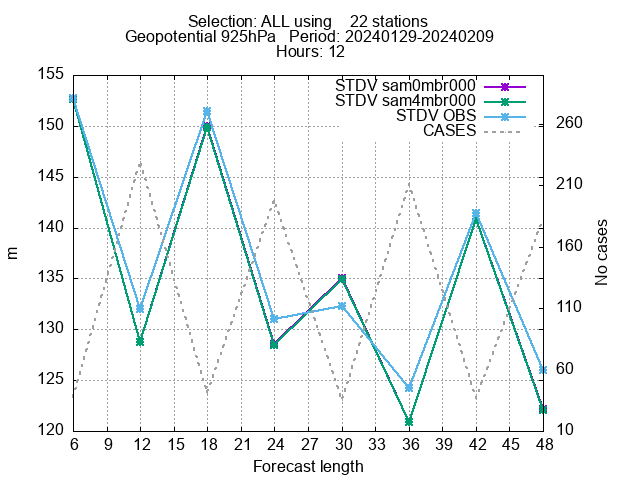 Selection: ALL using    22 stations
Geopotential 925hPa   Period: 20240129-20240209
Hours: 12
STDV sam0mbr000
STDV sam4mbr000
STDV OBS
CASES
155
150
145
140
135
130
125
120
m
260
210
160
110
60
10
No cases
6 9 12 15 18 21 24 27 30 33 36 39 42 45 48
Forecast length